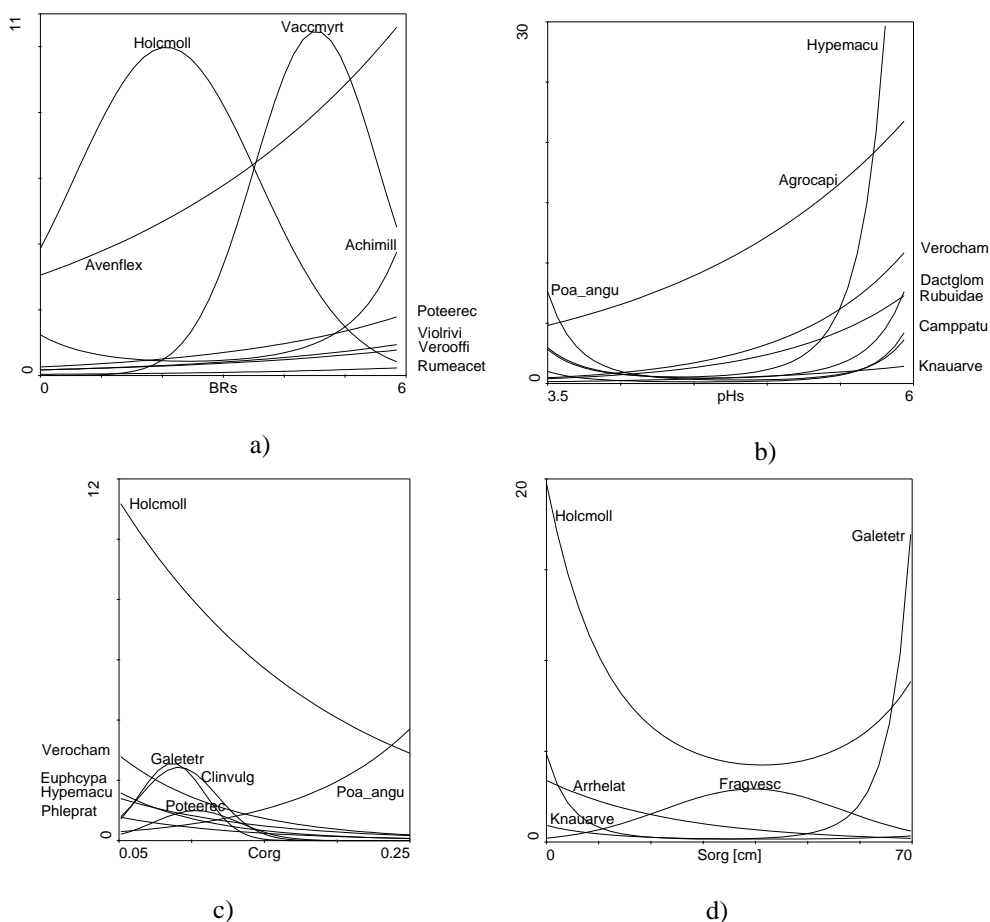 11
Holcmoll
Vaccmyrt
Avenflex
Achimill
Poteerec
Violrivi
Verooffi
Rumeacet
0
0
6
BRs
a)
30
Hypemacu
Agrocapi
Poa_angu
Verocham
Dactglom
Rubuidae
Camppatu
Knauarve
0
3.5
6
pHs
b)
12
Holcmoll
Verocham
Galetetr
Euphcypa
Clinvulg
Hypemacu
Poa_angu
Phleprat
Poteerec
0
0.05
Corg
0.25
c)
20
Holcmoll
Galetetr
Arrhelat
Fragvesc
Knauarve
0
0
Sorg [cm]
70
d)